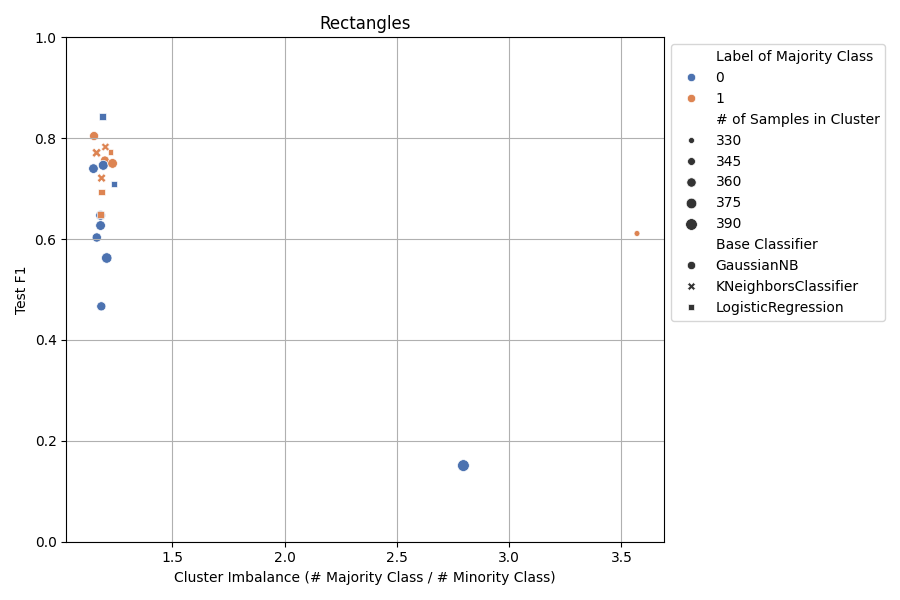 Rectangles
1.0
0.8
0.6
0.4
0.2
0.0
Test F1
1.5 2.0 2.5 3.0 3.5
Cluster Imbalance (# Majority Class / # Minority Class)
Label of Majority Class
0
1
# of Samples in Cluster
330
345
360
375
390
Base Classifier
GaussianNB
KNeighborsClassifier
LogisticRegression